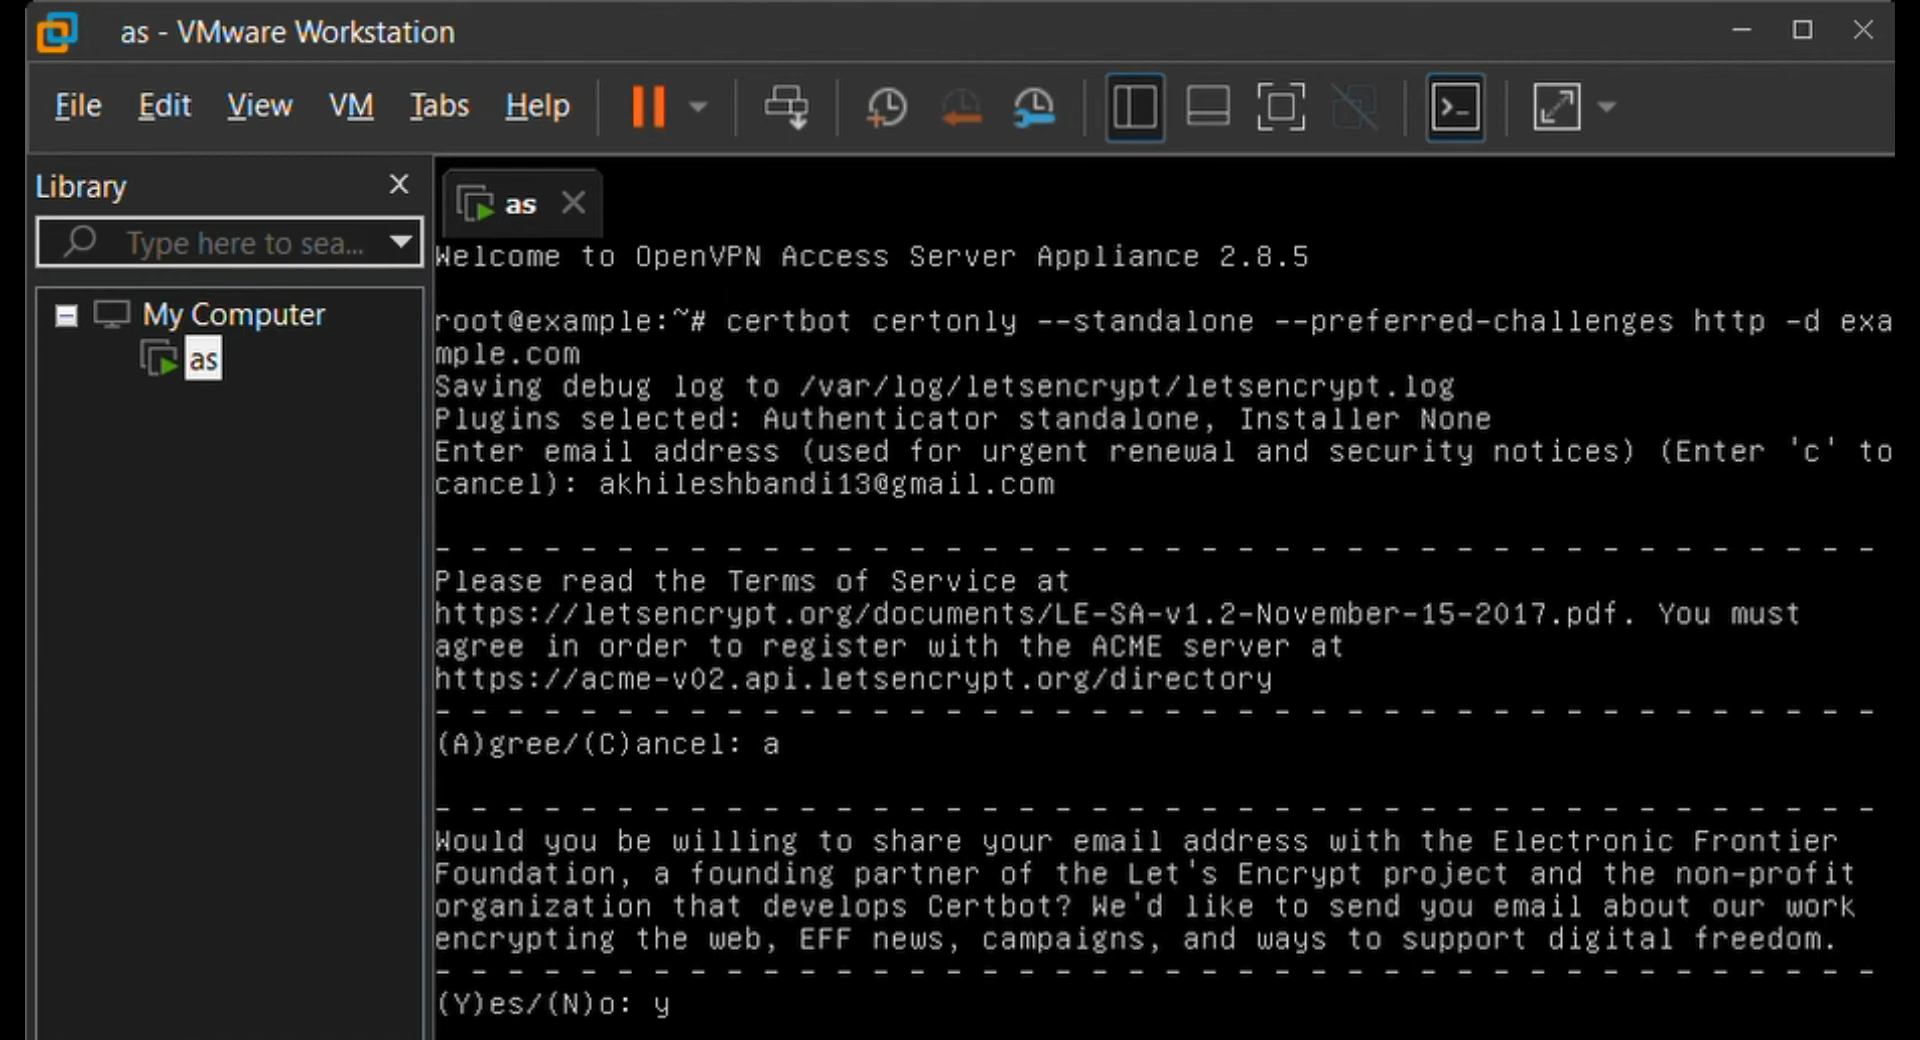 as - VMware Workstation
File Edit View VM Tabs Help
Library
as
Type here to sea...
My Computer
as
Welcome to OpenVPN Access Server Appliance 2.8.5
root@example:~# certbot certonly --standalone --preferred-challenges http -d exa
mple.com
Saving debug log to /var/log/letsencrypt/letsencrypt.log
Plugins selected: Authenticator standalone, Installer None
Enter email address (used for urgent renewal and security notices) (Enter 'c' to
cancel): akhileshbandi13@gmail.com
- - - - - - - - - - - - - - - - - - - - - - - - - - - - - - - - - - - - - - - -
Please read the Terms of Service at
https://letsencrypt.org/documents/LE-SA-v1.2-November-15-2017.pdf. You must
agree in order to register with the ACME server at
https://acme-v02.api.letsencrypt.org/directory
- - - - - - - - - - - - - - - - - - - - - - - - - - - - - - - - - - - - - - - -
(A)gree/(C)ancel: a
- - - - - - - - - - - - - - - - - - - - - - - - - - - - - - - - - - - - - - - -
Would you be willing to share your email address with the Electronic Frontier
Foundation, a founding partner of the Let's Encrypt project and the non-profit
organization that develops Certbot? We'd like to send you email about our work
encrypting the web, EFF news, campaigns, and ways to support digital freedom.
- - - - - - - - - - - - - - - - - - - - - - - - - - - - - - - - - - - - - - - -
(Y)es/(N)o: y